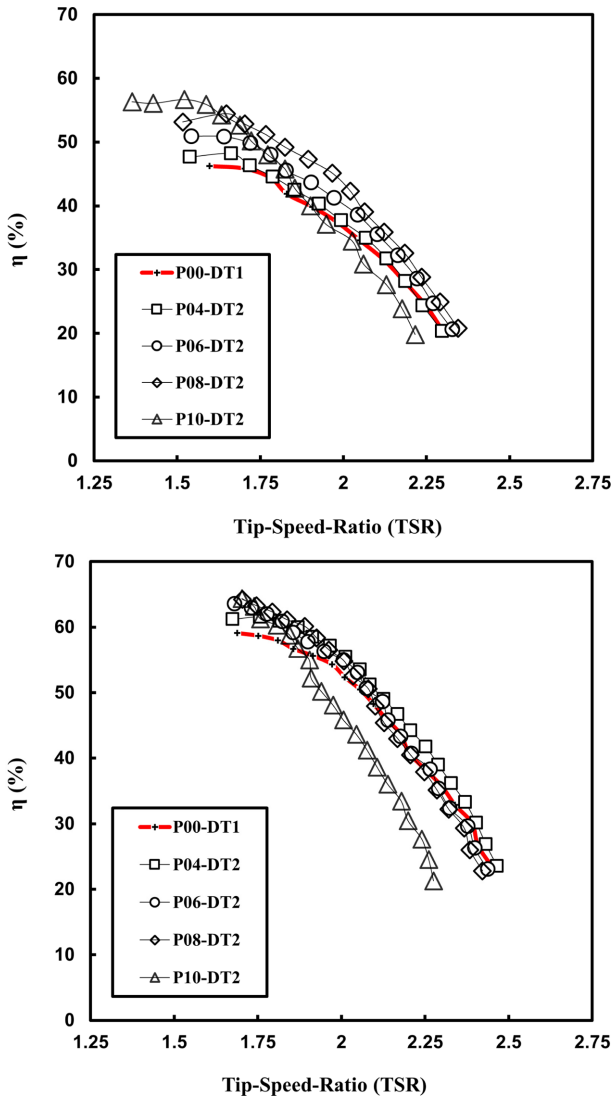 70
60
50
40
30
20
10
0
η (%)
P00-DT1
P04-DT2
P06-DT2
P08-DT2
P10-DT2
1.25 1.5 1.75 2 2.25 2.5 2.75
Tip-Speed-Ratio (TSR)
70
60
50
40
30
20
10
0
η (%)
P00-DT1
P04-DT2
P06-DT2
P08-DT2
P10-DT2
1.25 1.5 1.75 2 2.25 2.5 2.75
Tip-Speed-Ratio (TSR)